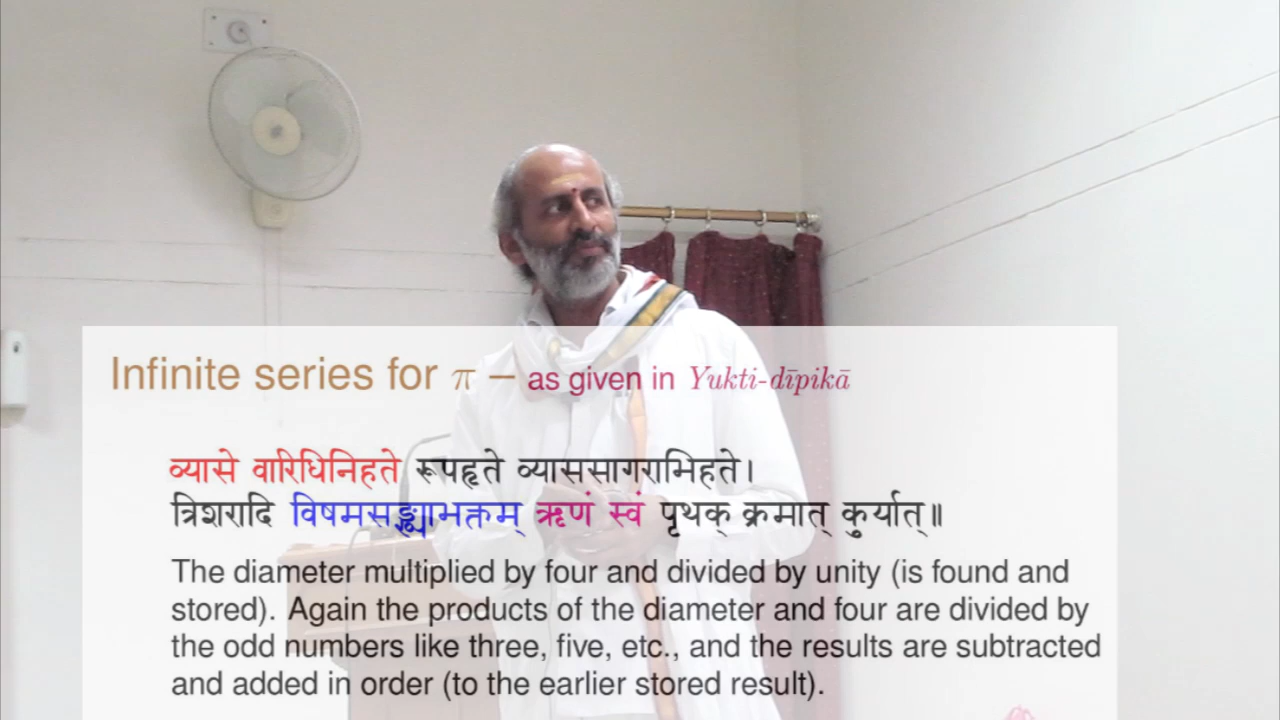 Infinite series for π – as given in Yukti-dīpikā
व्यासे वारिधिनिहते रूपहृते व्याससागराभिहते।
त्रिशरादि विषमसङ्ख्याभक्तम् ऋणं स्वं पृथक् क्रमात् कुर्यात्॥
The diameter multiplied by four and divided by unity (is found and
stored). Again the products of the diameter and four are divided by
the odd numbers like three, five, etc., and the results are subtracted
and added in order (to the earlier stored result).